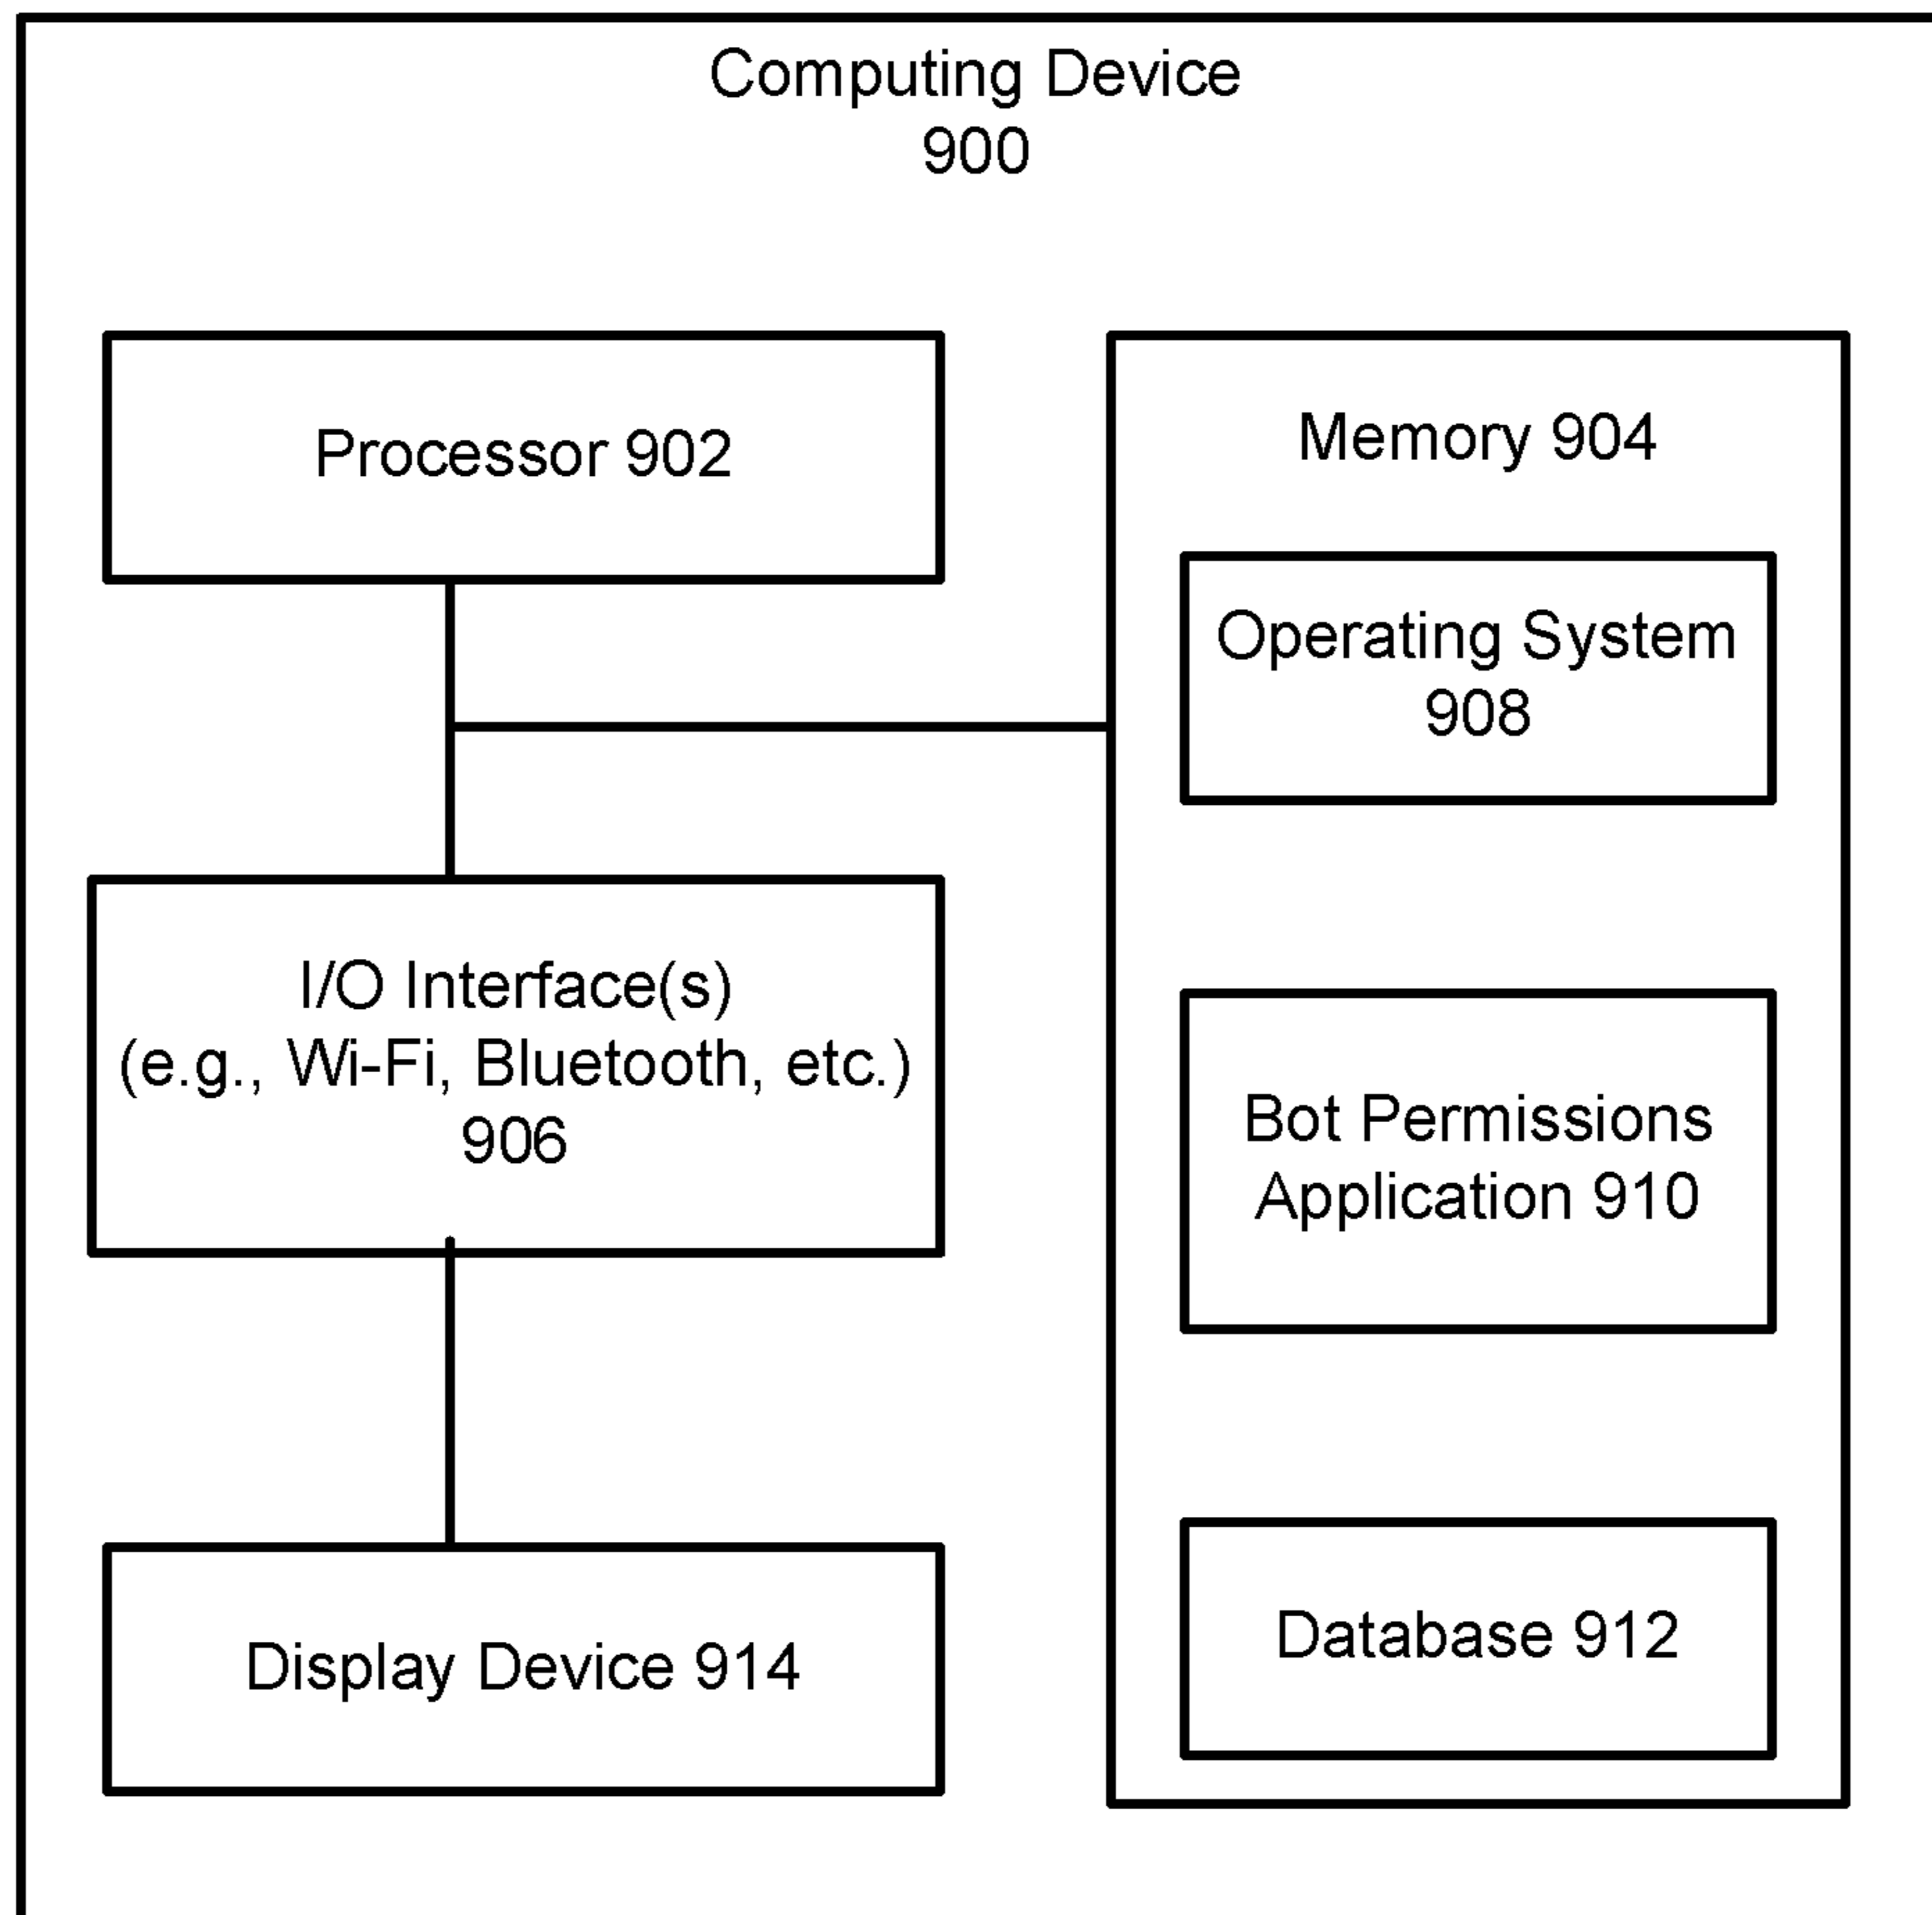 Computing Device
900
Processor 902
Memory 904
Operating System
908
I/O Interface(s)
(e.g., Wi-Fi, Bluetooth, etc.)
906
Bot Permissions
Application 910
Display Device 914
Database 912